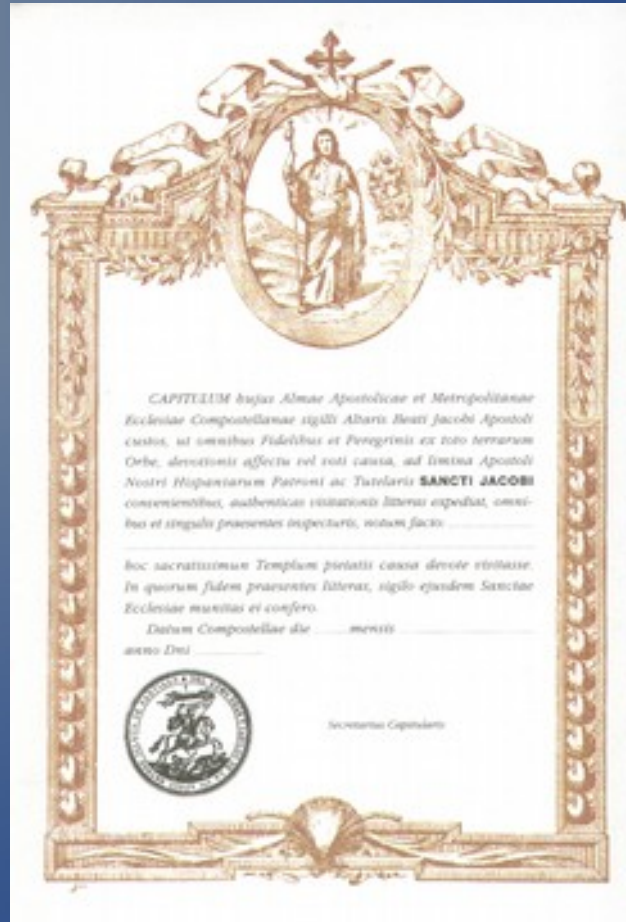 CAPITULUM hujus Almae Apostolicae et Metropolitanae
Ecclesiae Compostellanae sigilli Altaris Beati Jacobi Apostoli
custos, ut omnibus Fidelibus et Peregrinis ex toto terrarum
Orbe, devotionis affectu vel voti causa, ad limina Apostoli
Nostri Hispaniarum Patroni ac Tutelaris SANCTI JACOBI
convenientibus, authenticas visitationis litteras expediat, omni-
bus et singulis praesentes inspecturis, notum facio:
hoc sacratissimum Templum pietatis causa devote visitasse.
In quorum fidem praesentes litteras, sigilo ejusdem Sanctae
Ecclesiae munitas ei confero.
Datum Compostellae die mensis
anno Dni
Secretarius Capitularis